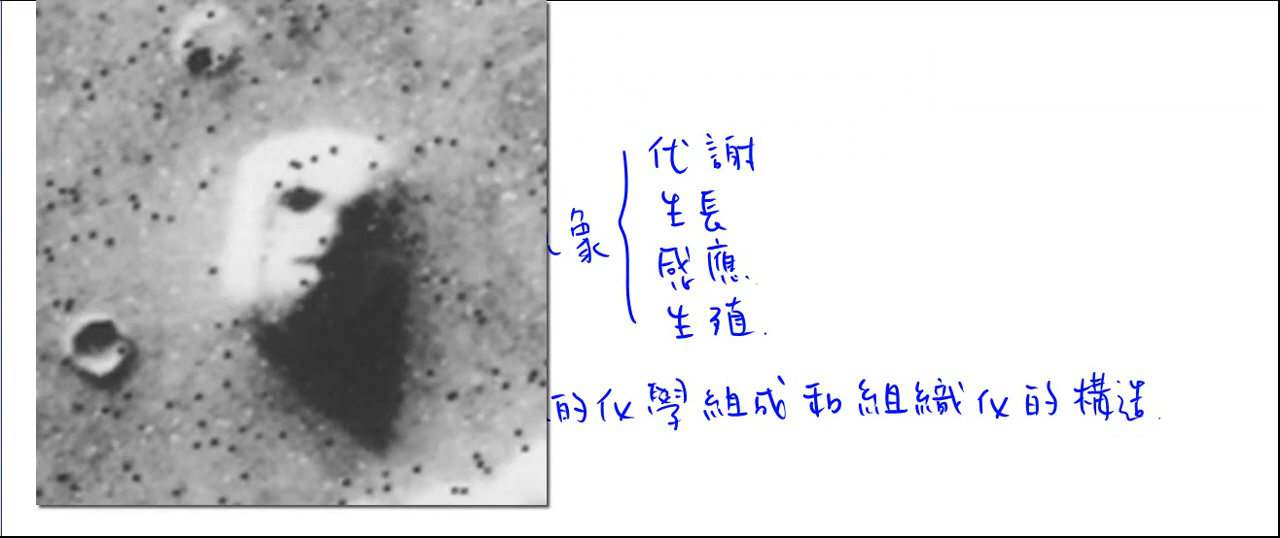 代謝
生長
象
感應.
生殖.
的化學組成和組織化的構造.